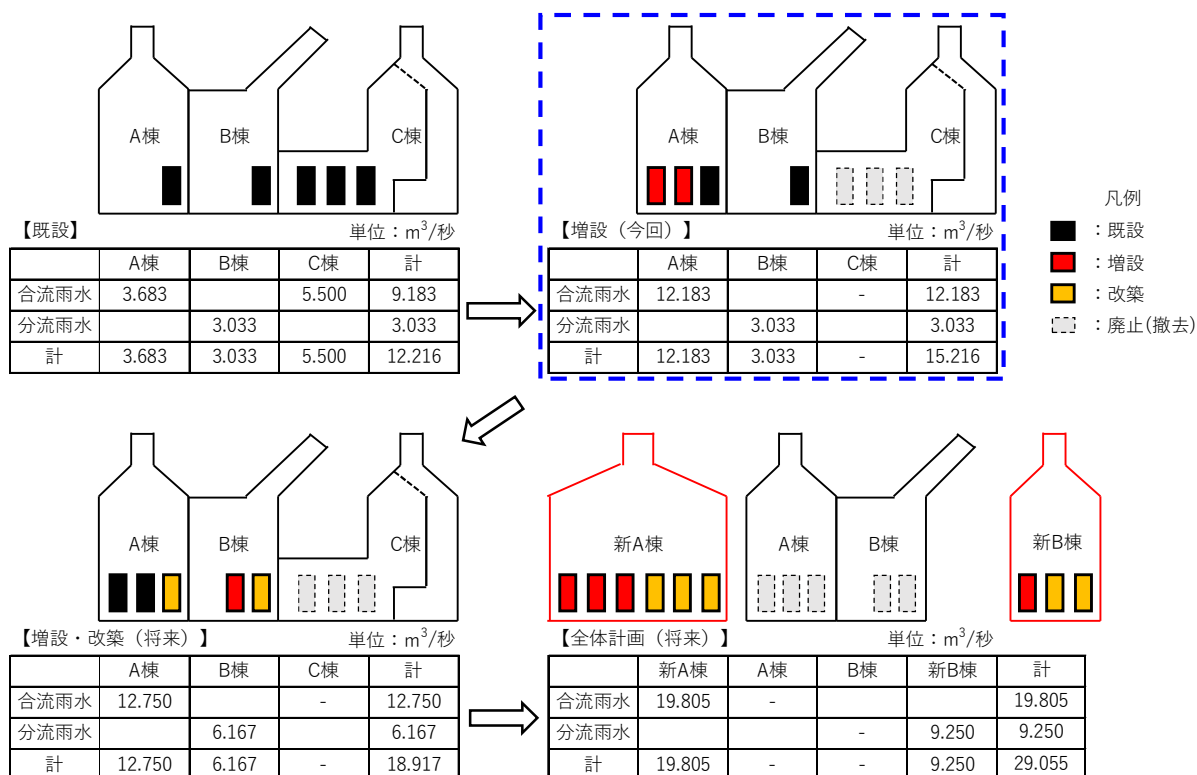 A棟 B棟 C棟
【既設】 単位：m³/秒
A棟 B棟 C棟 計
合流雨水 3.683 5.500 9.183
分流雨水 3.033 3.033
計 3.683 3.033 5.500 12.216
A棟 B棟 C棟
【増設（今回）】 単位：m³/秒
A棟 B棟 C棟 計
合流雨水 12.183 - 12.183
分流雨水 3.033 3.033
計 12.183 3.033 - 15.216
凡例
：既設
：増設
：改築
：廃止(撤去)
A棟 B棟 C棟
【増設・改築（将来）】 単位：m³/秒
A棟 B棟 C棟 計
合流雨水 12.750 - 12.750
分流雨水 6.167 6.167
計 12.750 6.167 - 18.917
新A棟 A棟 B棟 新B棟
【全体計画（将来）】 単位：m³/秒
新A棟 A棟 B棟 新B棟 計
合流雨水 19.805 - 19.805
分流雨水 - 9.250 9.250
計 19.805 - - 9.250 29.055